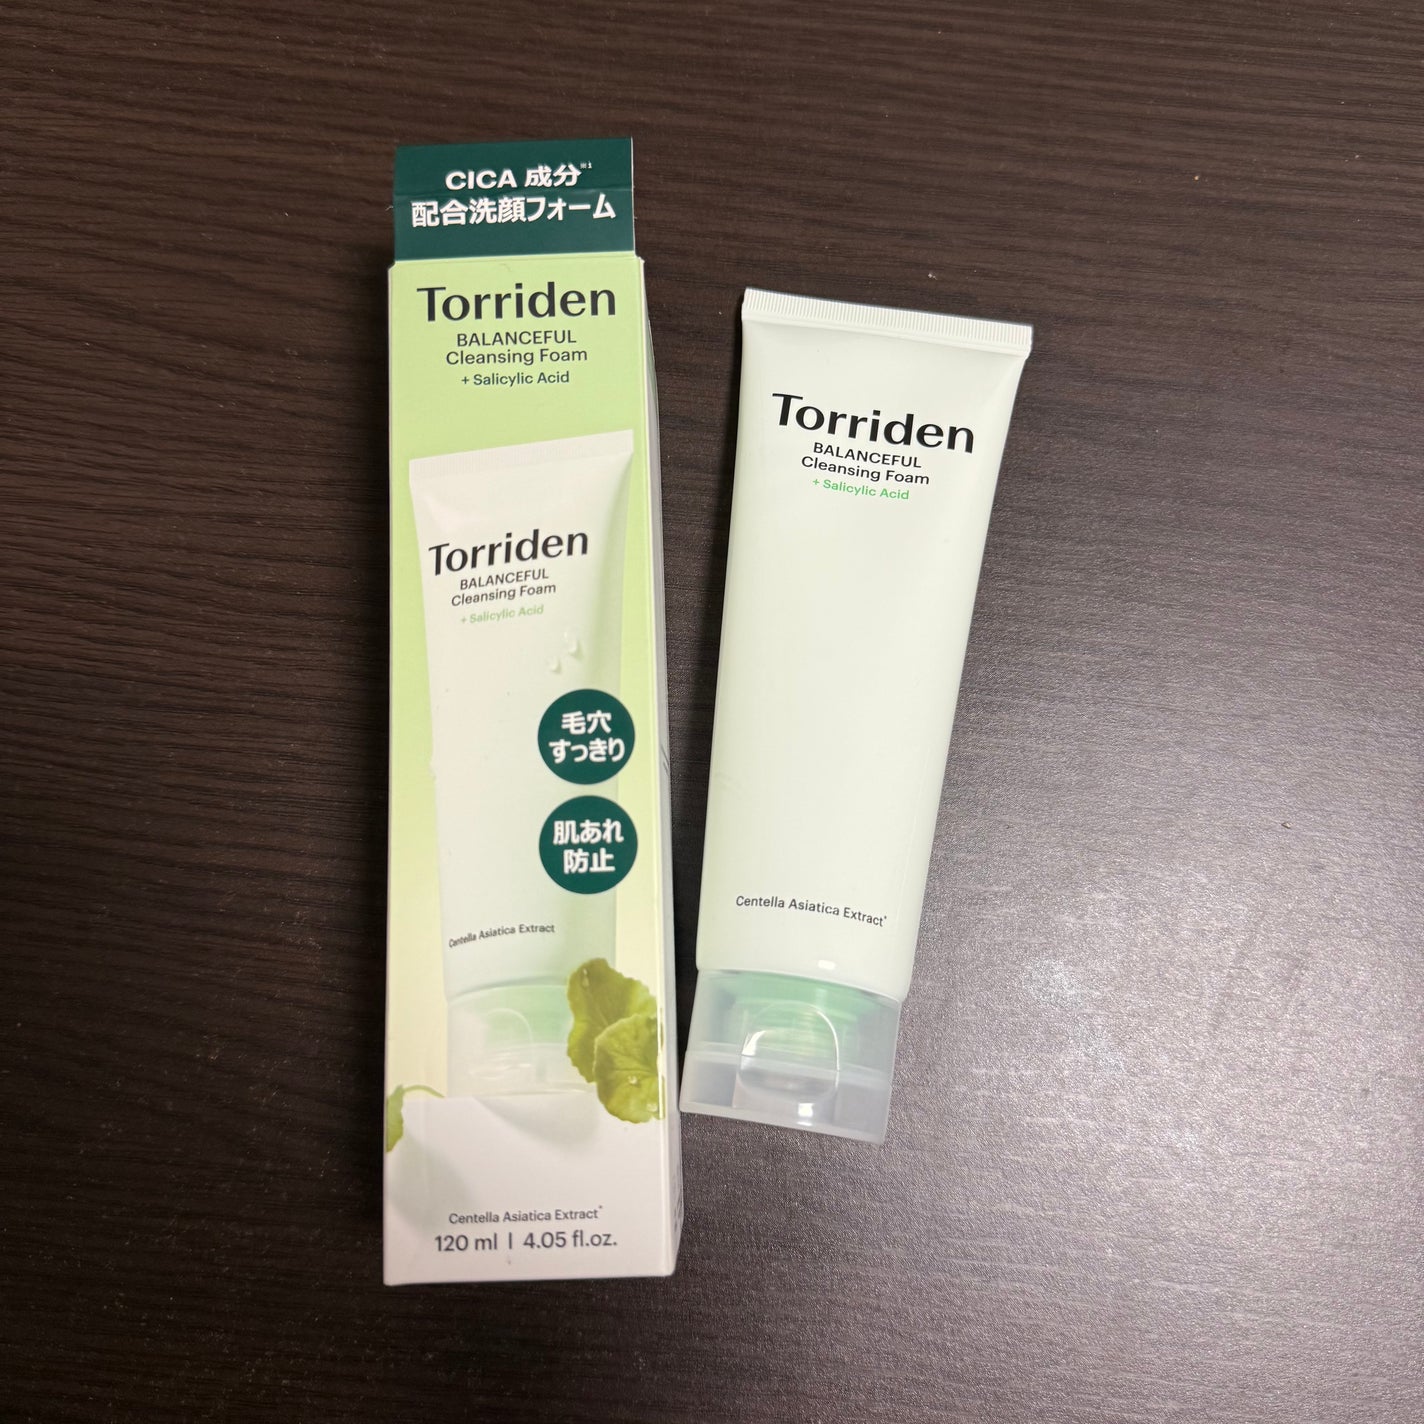 CICA 成分※1
配合洗顔フォーム
Torriden
BALANCEFUL
Cleansing Foam
+ Salicylic Acid
Torriden
BALANCEFUL
Cleansing Foam
+ Salicylic Acid
毛穴
すっきり
肌あれ
防止
Centella Asiatica Extract
Centella Asiatica Extract*
120 ml | 4.05 fl.oz.
Torriden
BALANCEFUL
Cleansing Foam
+ Salicylic Acid
Centella Asiatica Extract*